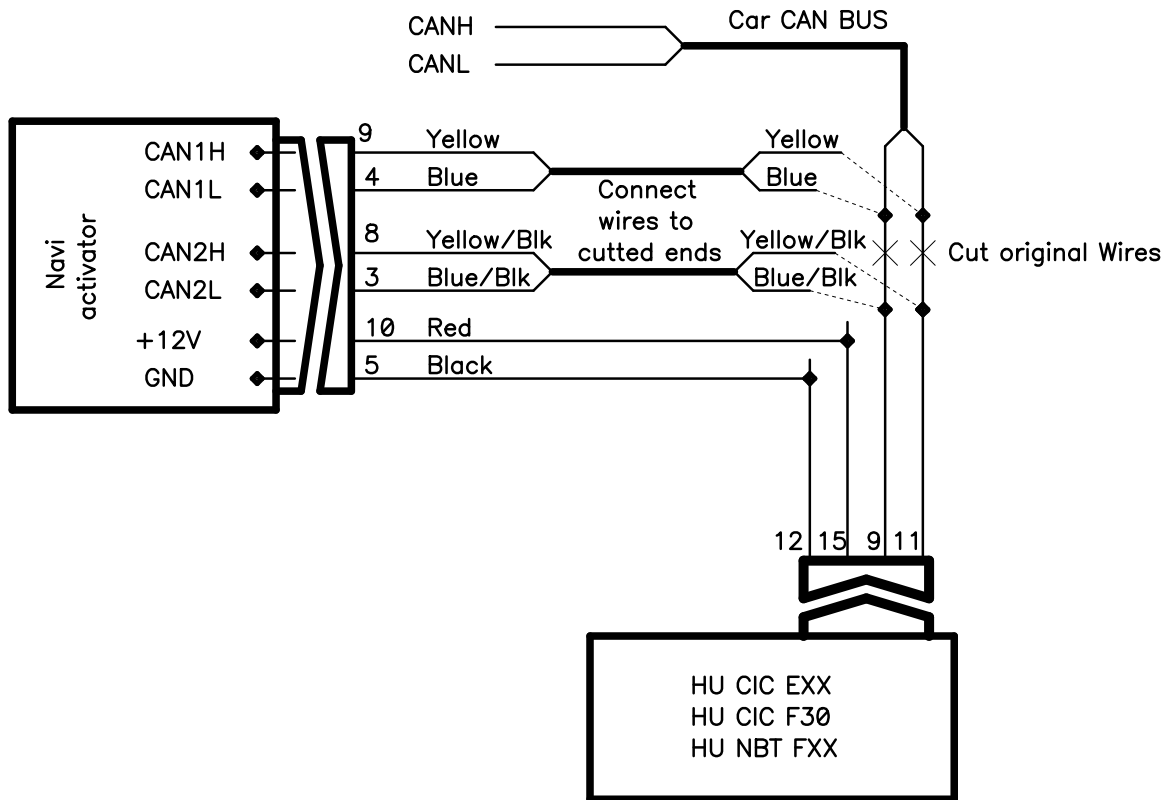 CANH
Car CAN BUS
CANL
CAN1H
9
Yellow
Yellow
CAN1L
4
Blue
Blue
Connect
wires to
cutted ends
Navi
activator
CAN2H
8
Yellow/Blk
Yellow/Blk
Cut original Wires
CAN2L
3
Blue/Blk
Blue/Blk
+12V
10
Red
GND
5
Black
12
15
9
11
HU CIC EXX
HU CIC F30
HU NBT FXX